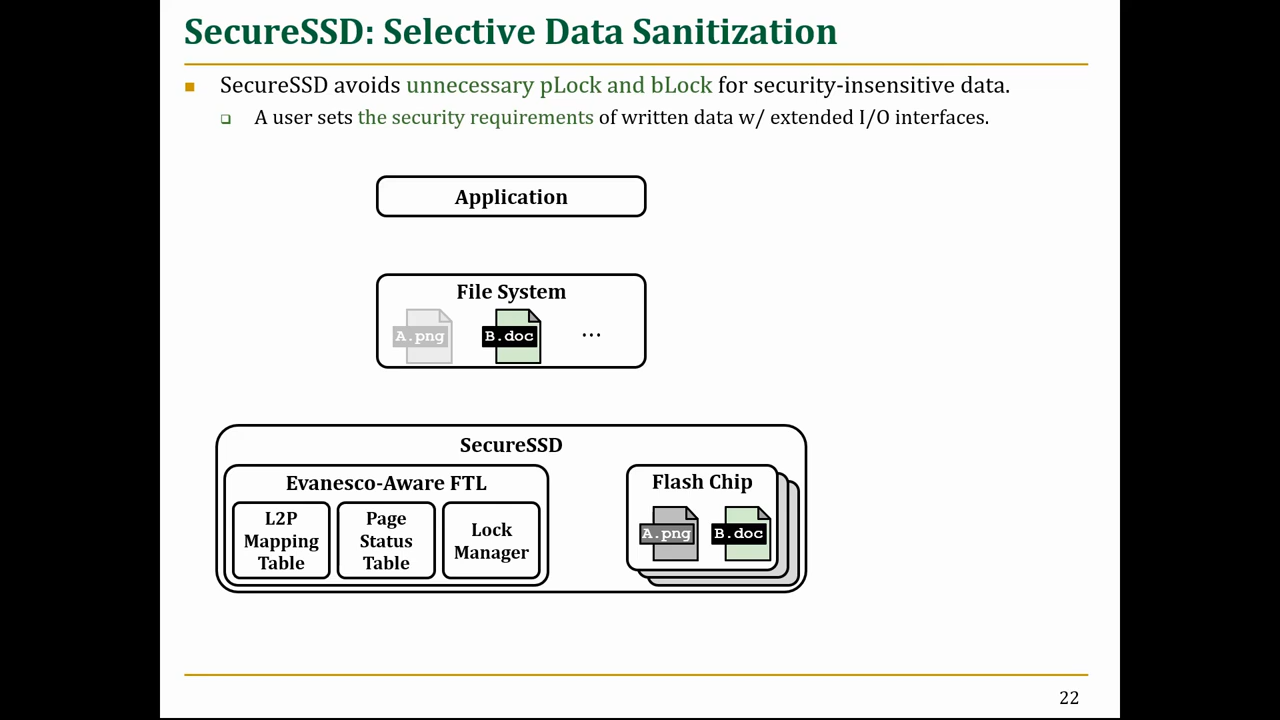 SecureSSD: Selective Data Sanitization
SecureSSD avoids unnecessary pLock and bLock for security-insensitive data.
A user sets the security requirements of written data w/ extended I/O interfaces.
Application
File System
A.png
B.doc
...
SecureSSD
Evanesco-Aware FTL
L2P
Mapping
Table
Page
Status
Table
Lock
Manager
Flash Chip
A.png
B.doc
22